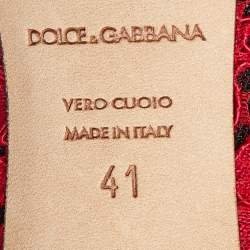 DOLCE & GABBANA
VERO CUOIO
MADE IN ITALY
41